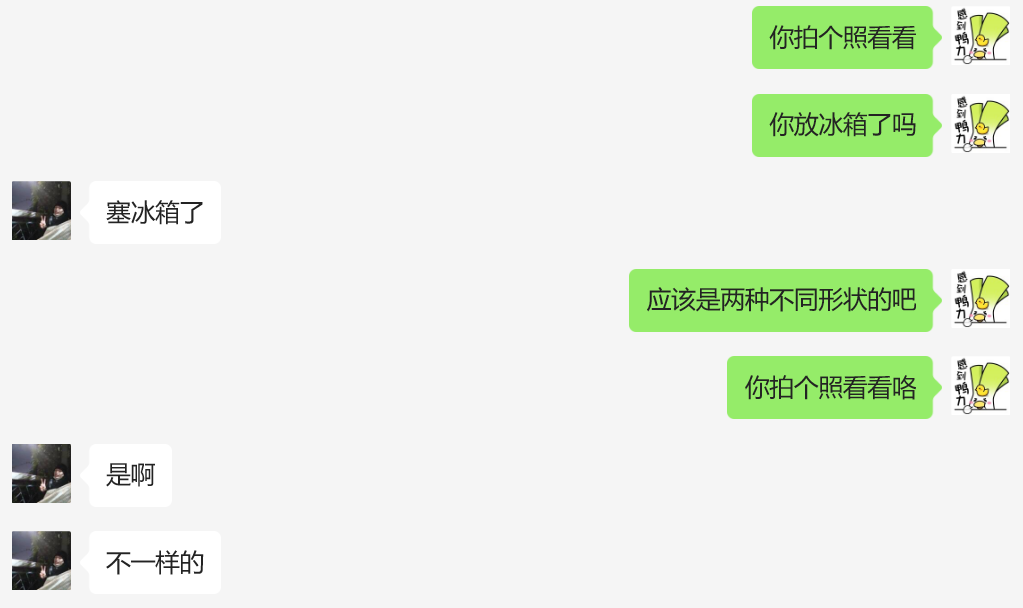 你拍个照看看
感到鸭力
你放冰箱了吗
感到鸭力
塞冰箱了
应该是两种不同形状的吧
感到鸭力
你拍个照看看咯
感到鸭力
是啊
不一样的